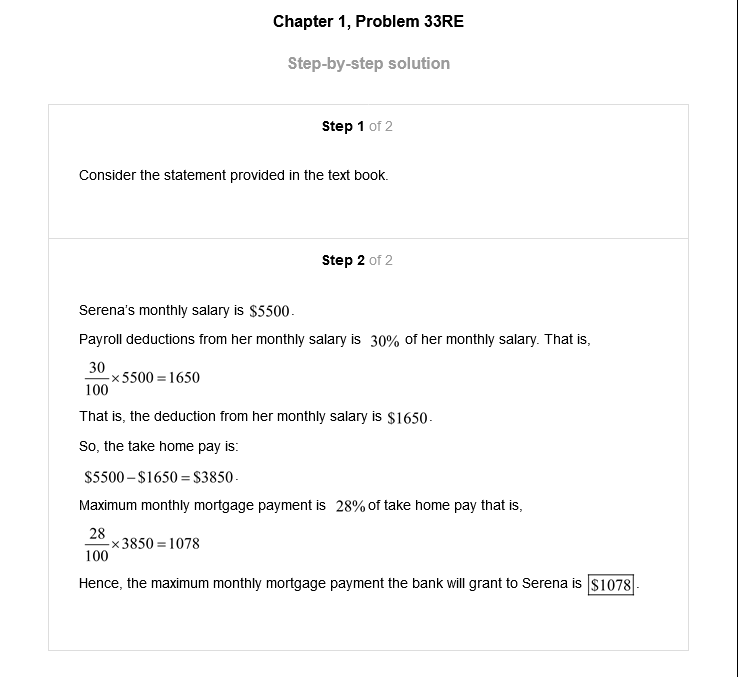 Chapter 1, Problem 33RE
Step-by-step solution
Step 1 of 2
Consider the statement provided in the text book.
Step 2 of 2
Serena's monthly salary is $5500.
Payroll deductions from her monthly salary is 30% of her monthly salary. That is,
30/100 × 5500 = 1650
That is, the deduction from her monthly salary is $1650.
So, the take home pay is:
$5500 – $1650 = $3850.
Maximum monthly mortgage payment is 28% of take home pay that is,
28/100 × 3850 = 1078
Hence, the maximum monthly mortgage payment the bank will grant to Serena is $1078.